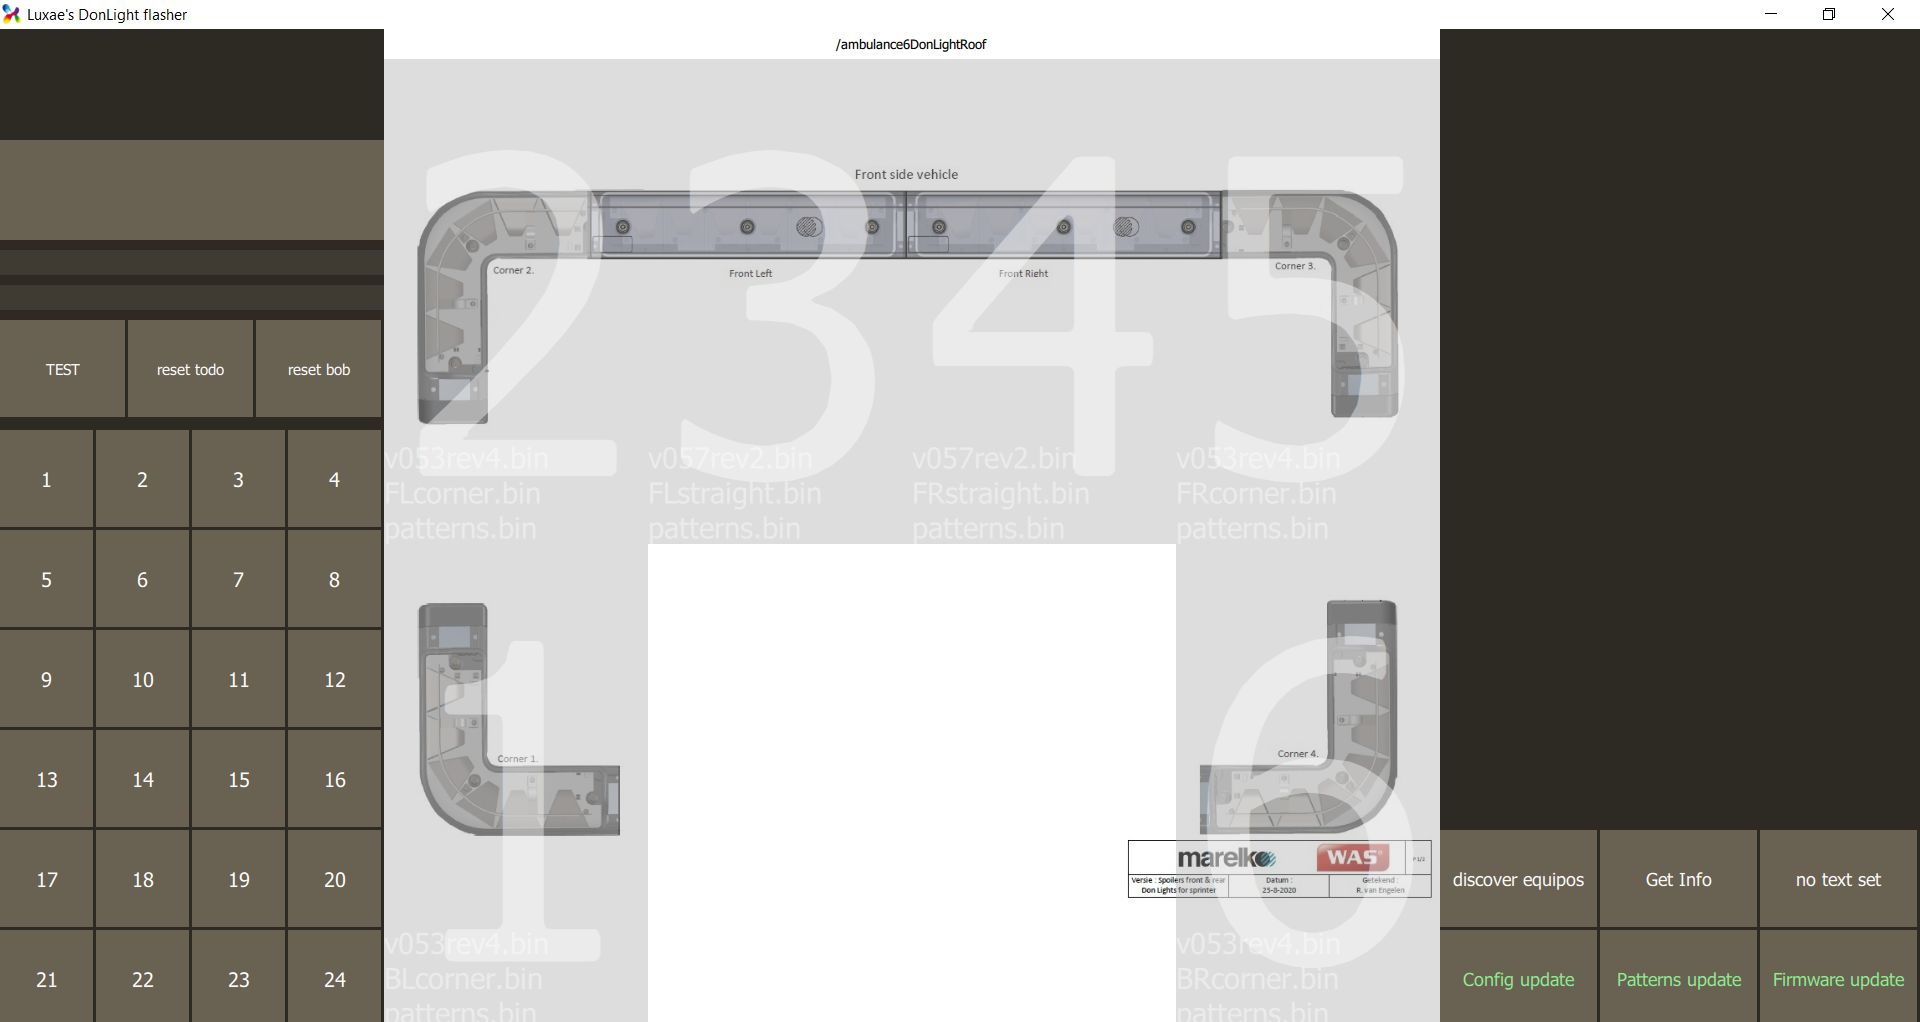 Luxae's DonLight flasher
/ambulance6DonLightRoof
TEST
reset todo
reset bob
1
2
3
4
5
6
7
8
9
10
11
12
13
14
15
16
17
18
19
20
21
22
23
24
Front side vehicle
2
3
4
5
Corner 2.
Front Left
Front Right
Corner 3.
v053rev4.bin
FLcorner.bin
patterns.bin
v057rev2.bin
FLstraight.bin
patterns.bin
v057rev2.bin
FRstraight.bin
patterns.bin
v053rev4.bin
FRcorner.bin
patterns.bin
1
Corner 1.
v053rev4.bin
BLcorner.bin
patterns.bin
6
Corner 4.
marelko
WAS
P 1/2
Versie : Spoilers front & rear
Don Lights for sprinter
Datum :
25-8-2020
Getekend :
R. van Engelen
v053rev4.bin
BRcorner.bin
patterns.bin
discover equipos
Get Info
no text set
Config update
Patterns update
Firmware update